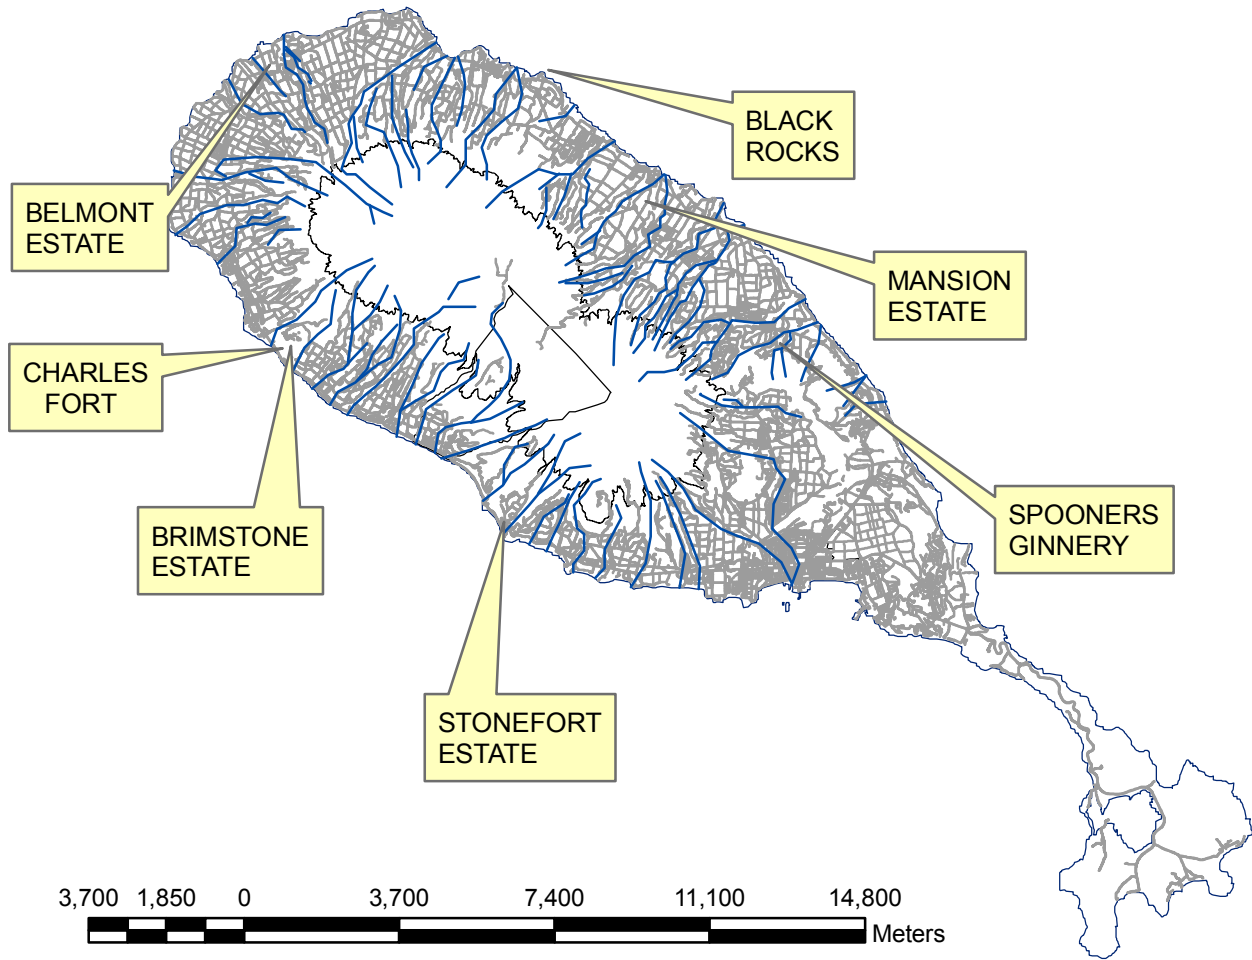 BLACK
ROCKS
BELMONT
ESTATE
MANSION
ESTATE
CHARLES
FORT
BRIMSTONE
ESTATE
SPOONERS
GINNERY
STONEFORT
ESTATE
3,700 1,850 0 3,700 7,400 11,100 14,800
Meters